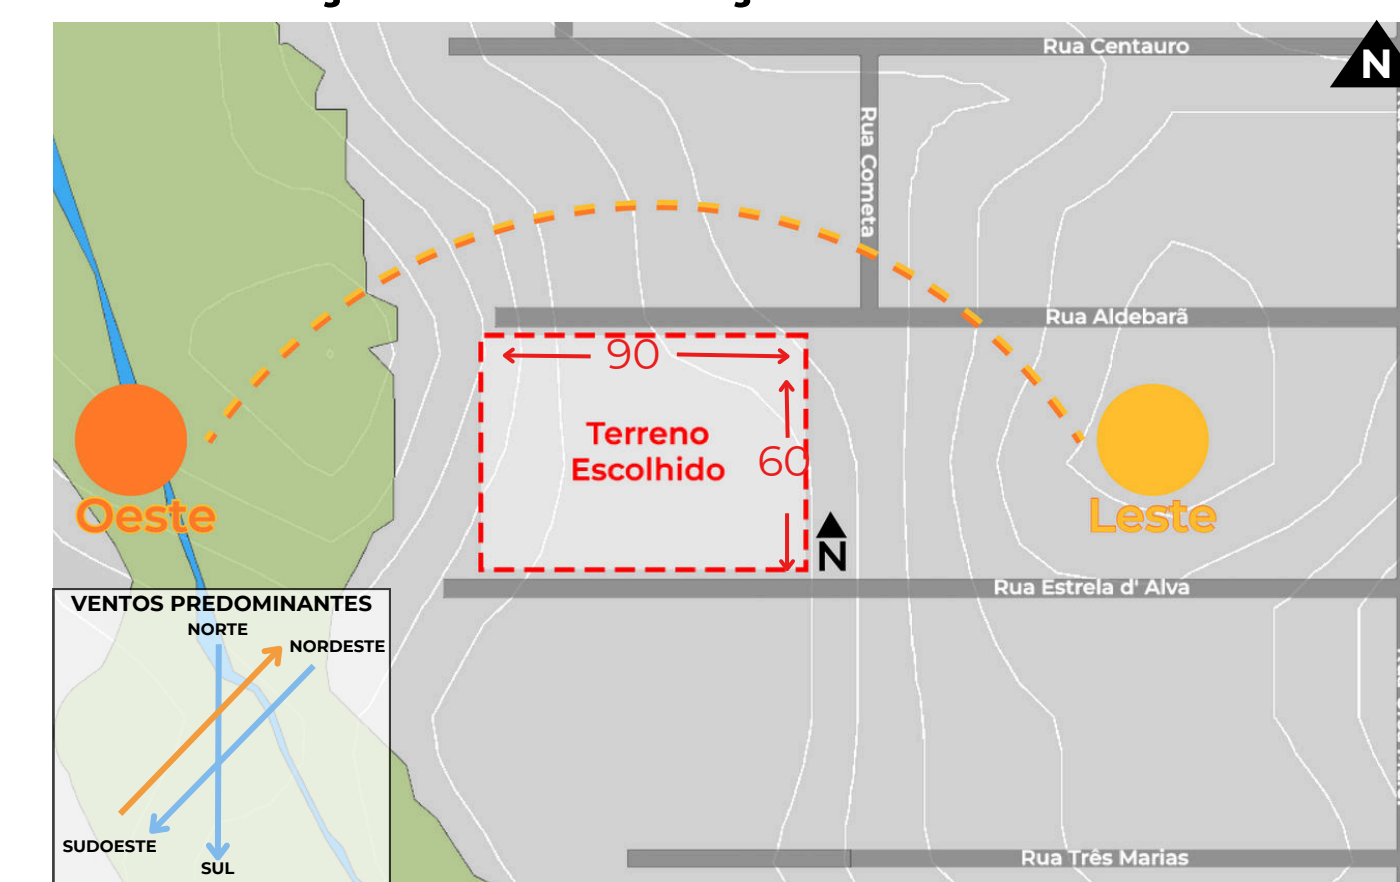 Rua Centauro
N
Rua Cometa
Rua Aldebarã
90
Terreno
Escolhido
60
N
Oeste
Leste
Rua Estrela d' Alva
VENTOS PREDOMINANTES
NORTE
NORDESTE
SUDOESTE
SUL
Rua Três Marias